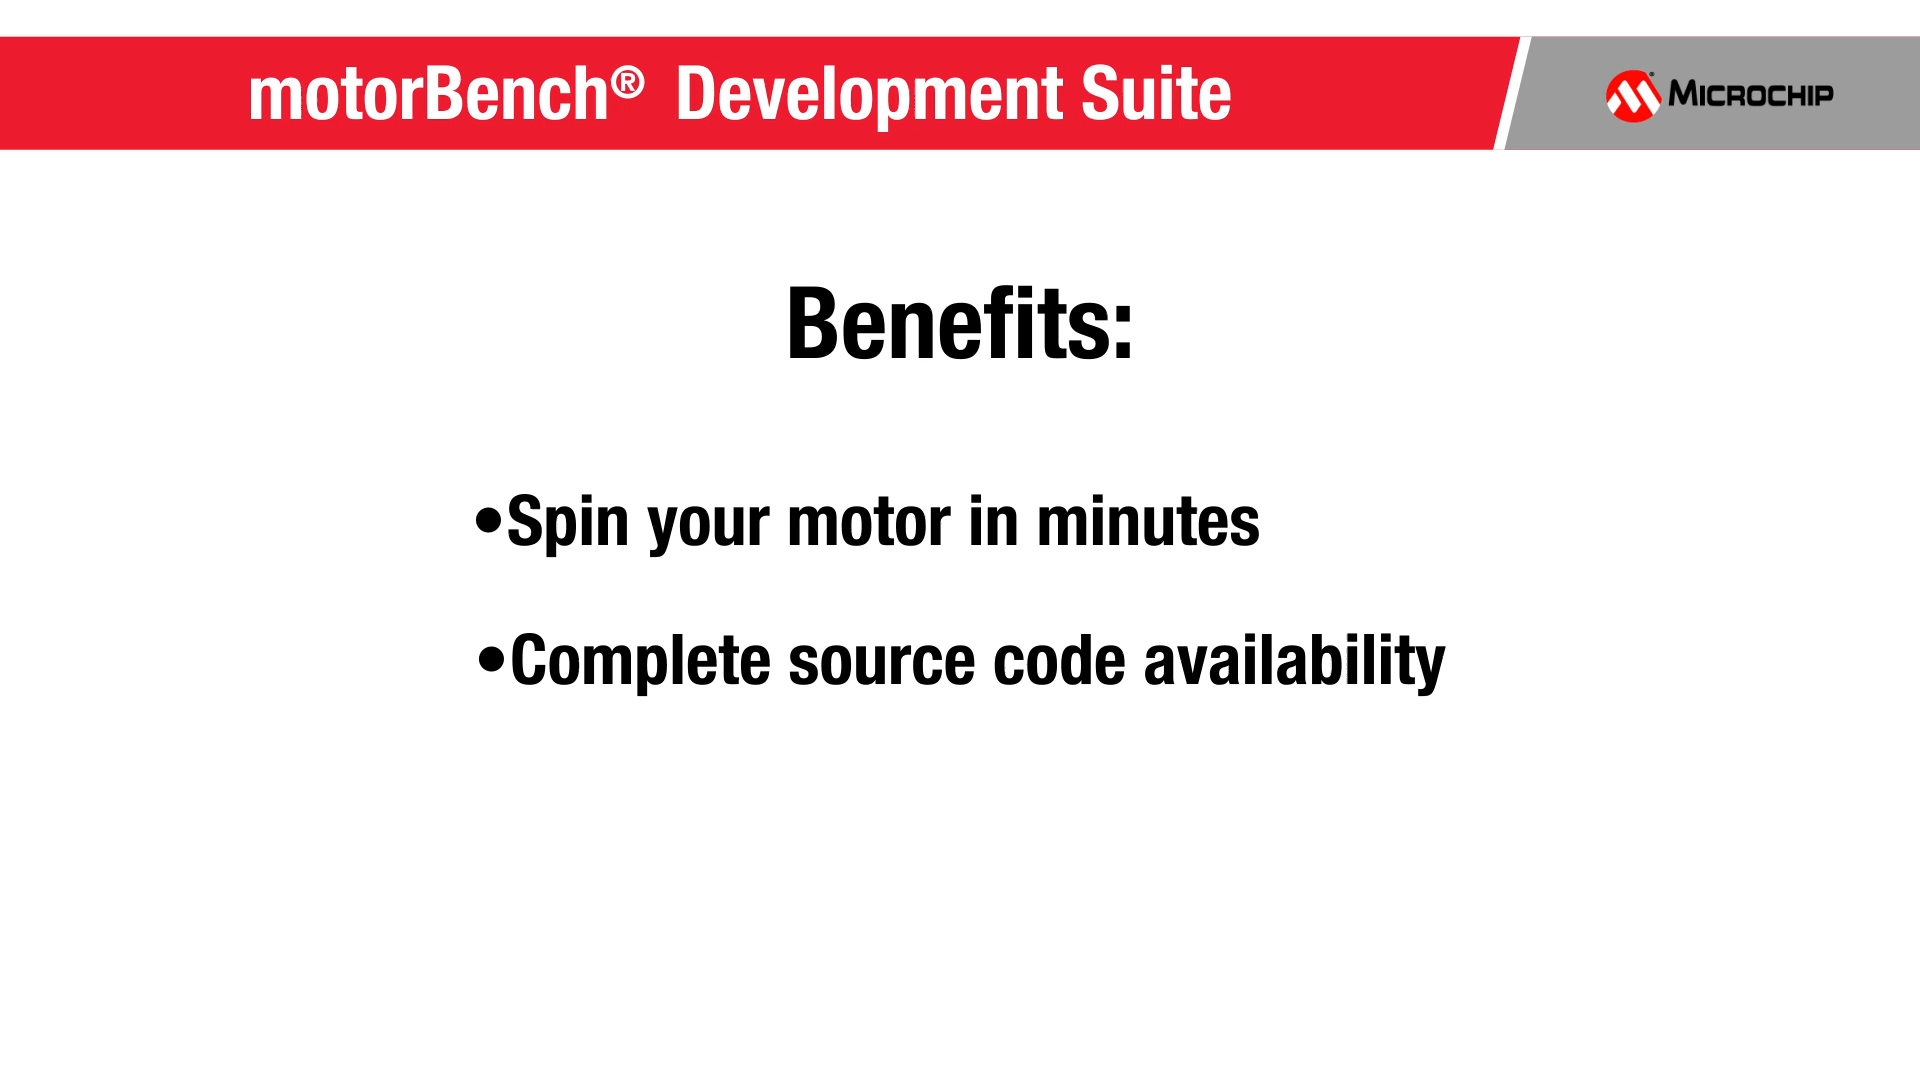 motorBench® Development Suite
MICROCHIP
Benefits:
•Spin your motor in minutes
•Complete source code availability